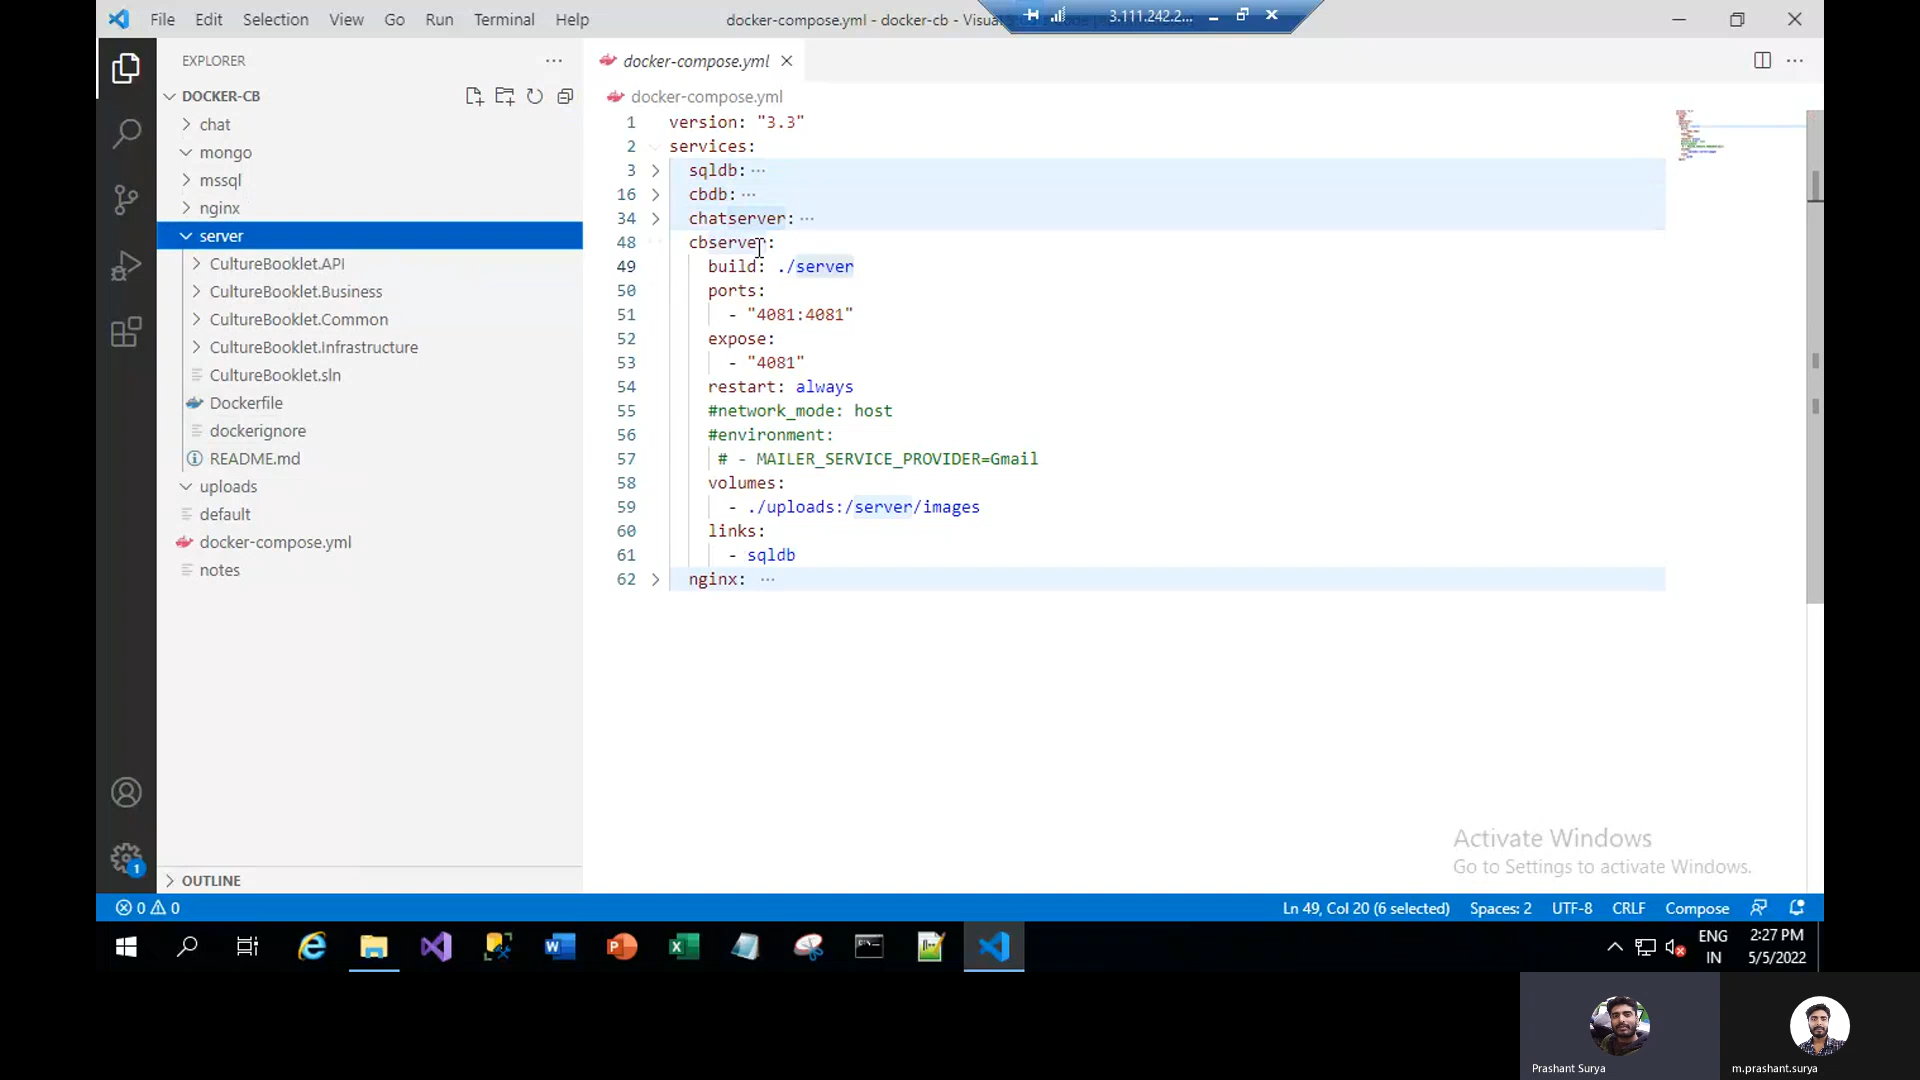 File Edit Selection View Go Run Terminal Help
docker-compose.yml - docker-cb - Visua
3.111.242.2...
EXPLORER
docker-compose.yml
DOCKER-CB
chat
mongo
mssql
nginx
server
CultureBooklet.API
CultureBooklet.Business
CultureBooklet.Common
CultureBooklet.Infrastructure
CultureBooklet.sln
Dockerfile
dockerignore
README.md
uploads
default
docker-compose.yml
notes
OUTLINE
docker-compose.yml
1 version: "3.3"
2 services:
3 sqldb: ...
16 cbdb: ...
34 chatserver: ...
48 cbserver:
49 build: ./server
50 ports:
51 - "4081:4081"
52 expose:
53 - "4081"
54 restart: always
55 #network_mode: host
56 #environment:
57 # - MAILER_SERVICE_PROVIDER=Gmail
58 volumes:
59 - ./uploads:/server/images
60 links:
61 - sqldb
62 nginx: ...
Activate Windows
Go to Settings to activate Windows.
1
0 0
Ln 49, Col 20 (6 selected) Spaces: 2 UTF-8 CRLF Compose
ENG
IN
2:27 PM
5/5/2022
Prashant Surya
m.prashant.surya